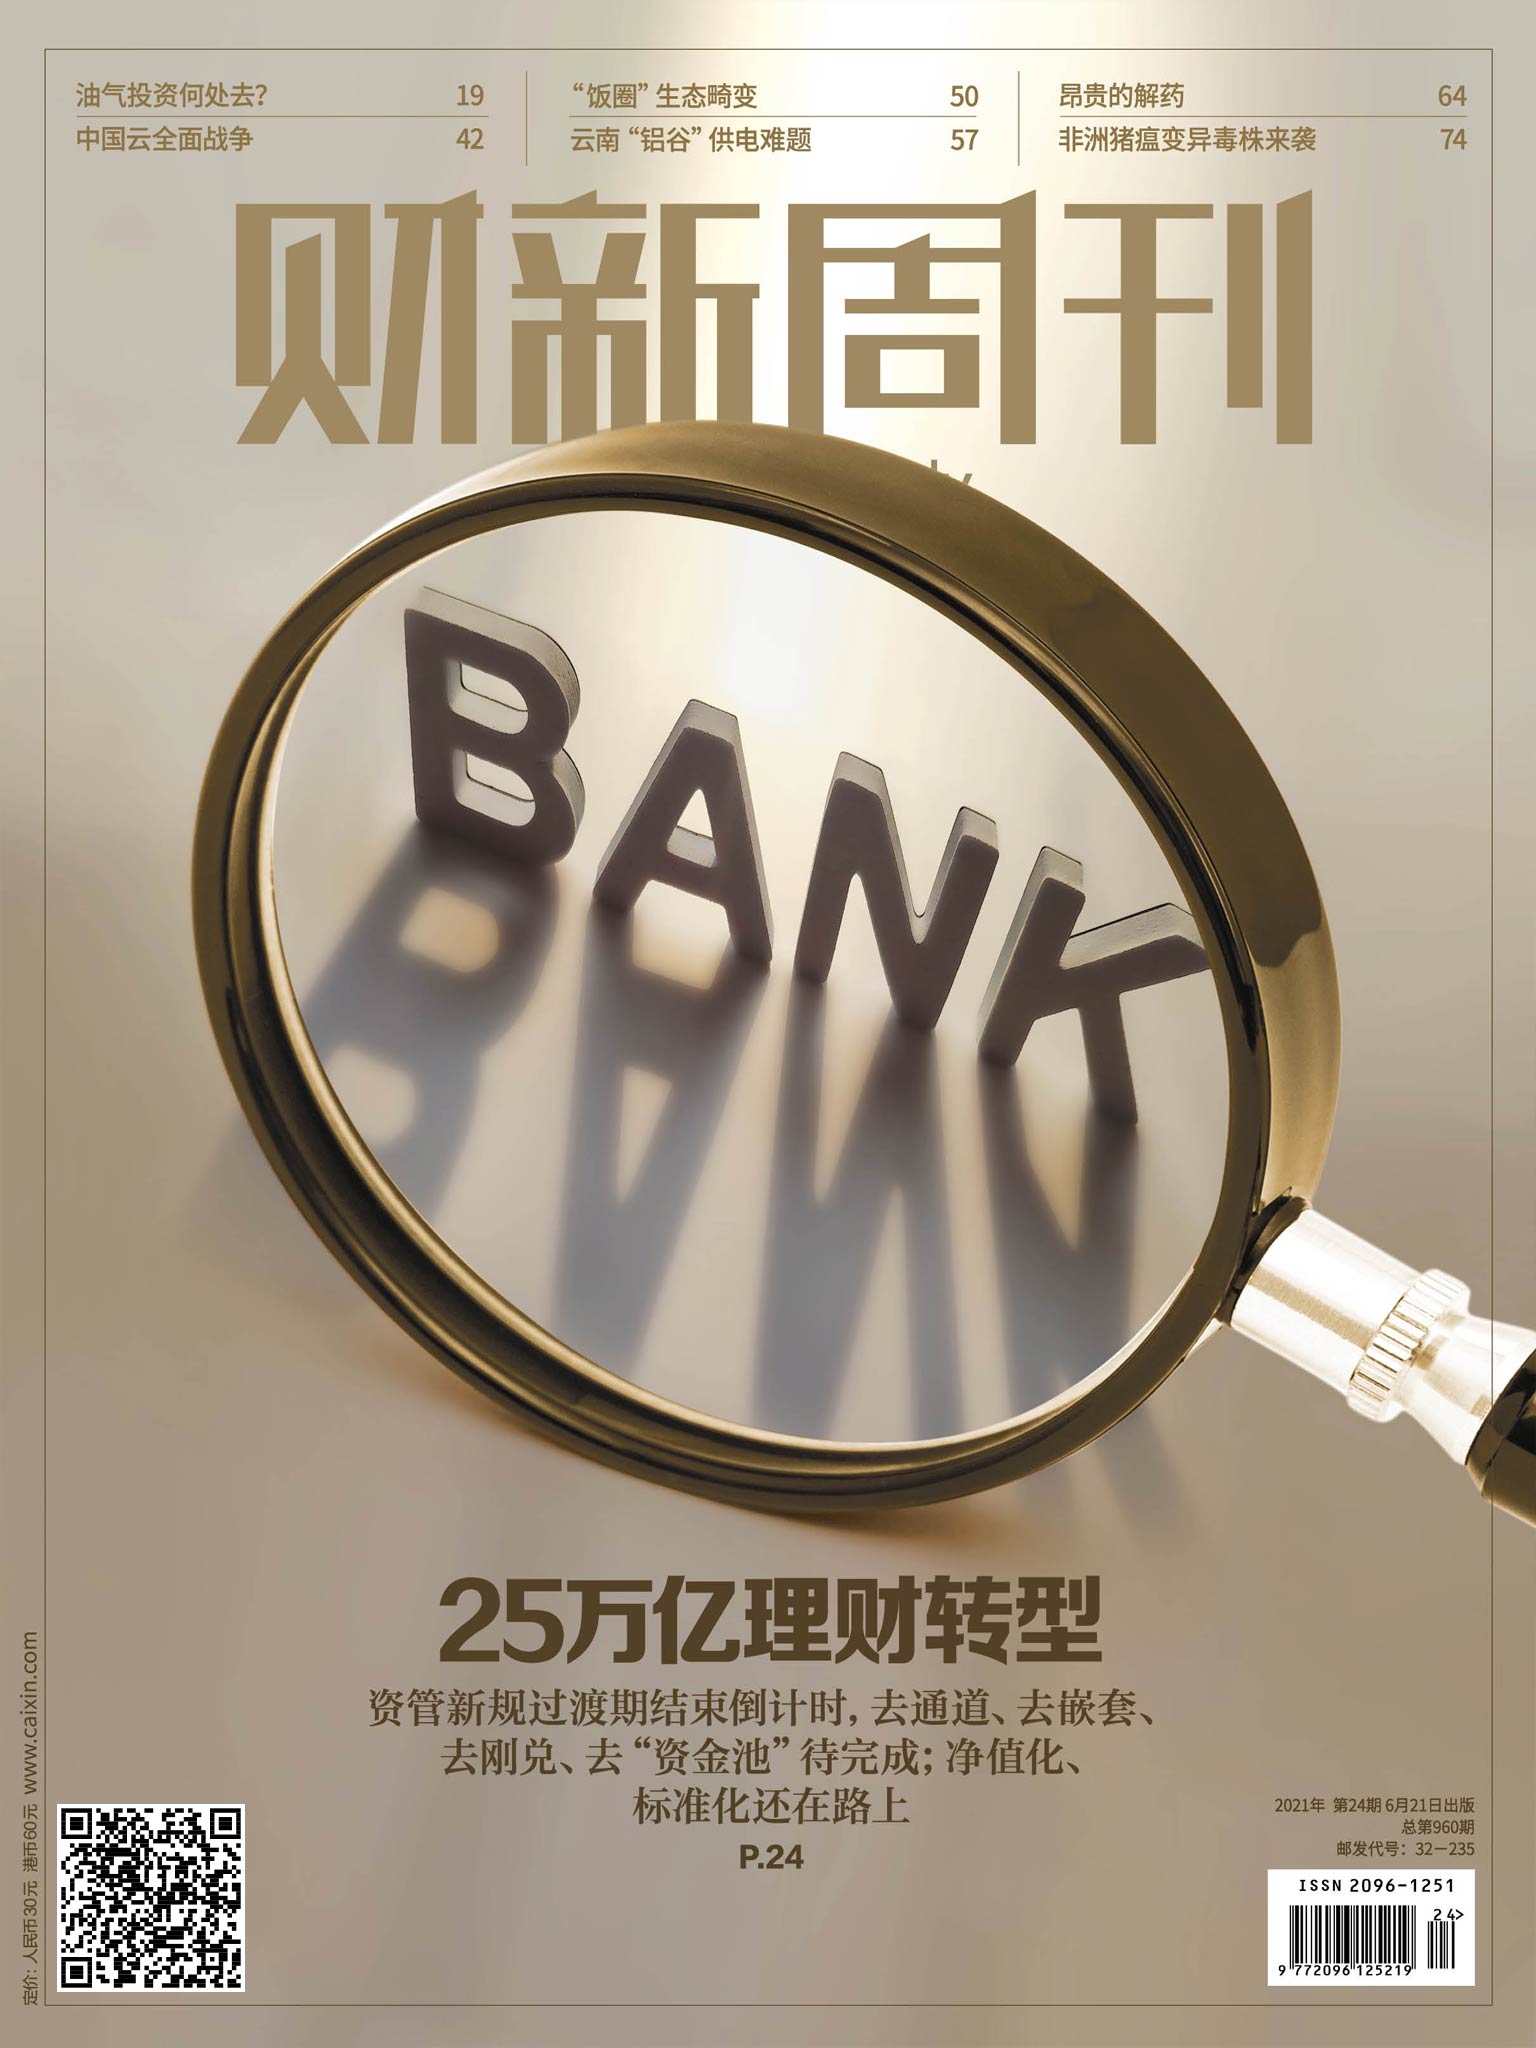 油气投资何处去？ 19
中国云全面战争 42
“饭圈”生态畸变 50
云南“铝谷”供电难题 57
昂贵的解药 64
非洲猪瘟变异毒株来袭 74
财新周刊
BANK
25万亿理财转型
资管新规过渡期结束倒计时，去通道、去嵌套、
去刚兑、去“资金池”待完成；净值化、
标准化还在路上
P.24
定价：人民币30元 港币60元 www.caixin.com
2021年 第24期 6月21日出版
总第960期
邮发代号：32－235
ISSN 2096-1251
24>
9 772096 125219